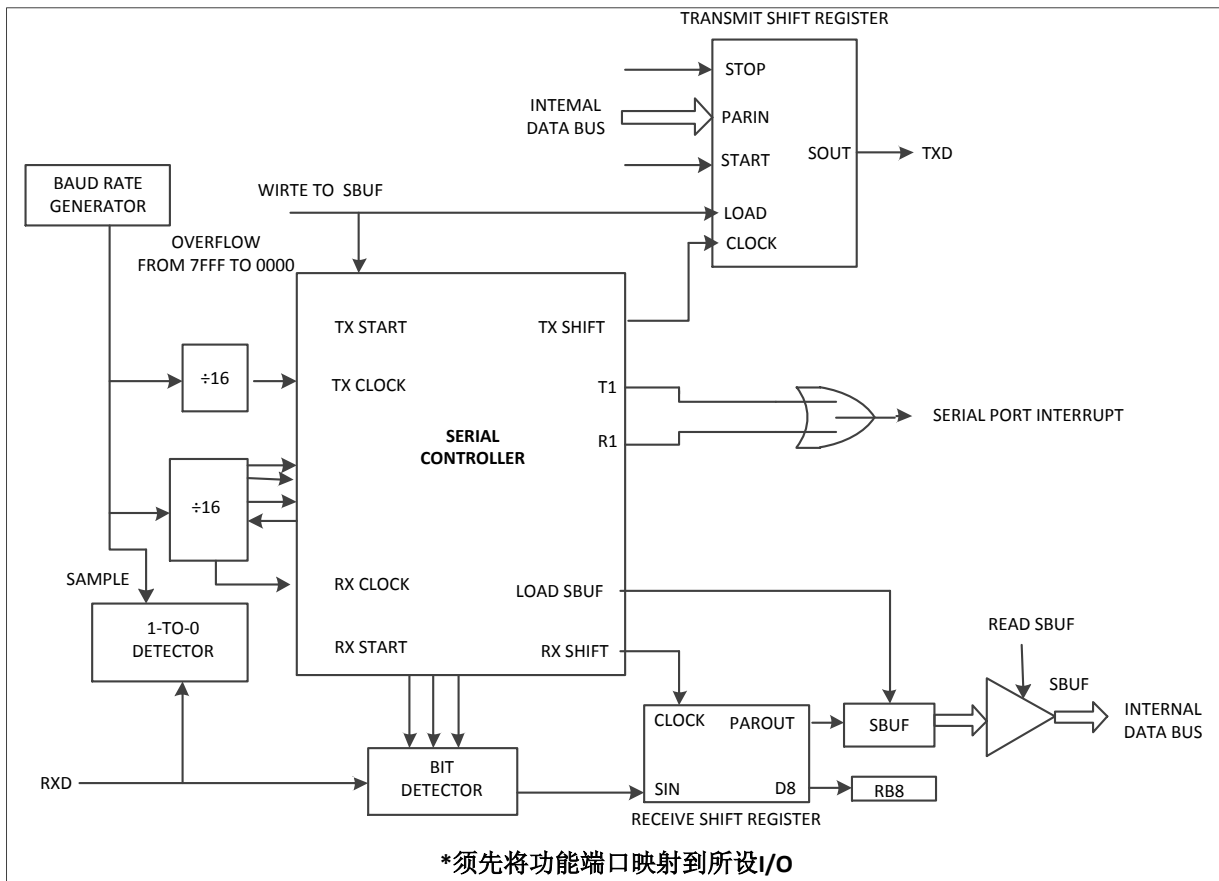 TRANSMIT SHIFT REGISTER
STOP
INTEMAL
DATA BUS
PARIN
START
SOUT
TXD
BAUD RATE
GENERATOR
WIRTE TO SBUF
LOAD
CLOCK
OVERFLOW
FROM 7FFF TO 0000
TX START
TX SHIFT
÷16
TX CLOCK
T1
SERIAL PORT INTERRUPT
SERIAL
CONTROLLER
R1
÷16
SAMPLE
RX CLOCK
LOAD SBUF
1-TO-0
DETECTOR
RX START
RX SHIFT
READ SBUF
SBUF
CLOCK
PAROUT
SBUF
INTERNAL
DATA BUS
RXD
BIT
DETECTOR
SIN
D8
RB8
RECEIVE SHIFT REGISTER
*须先将功能端口映射到所设I/O